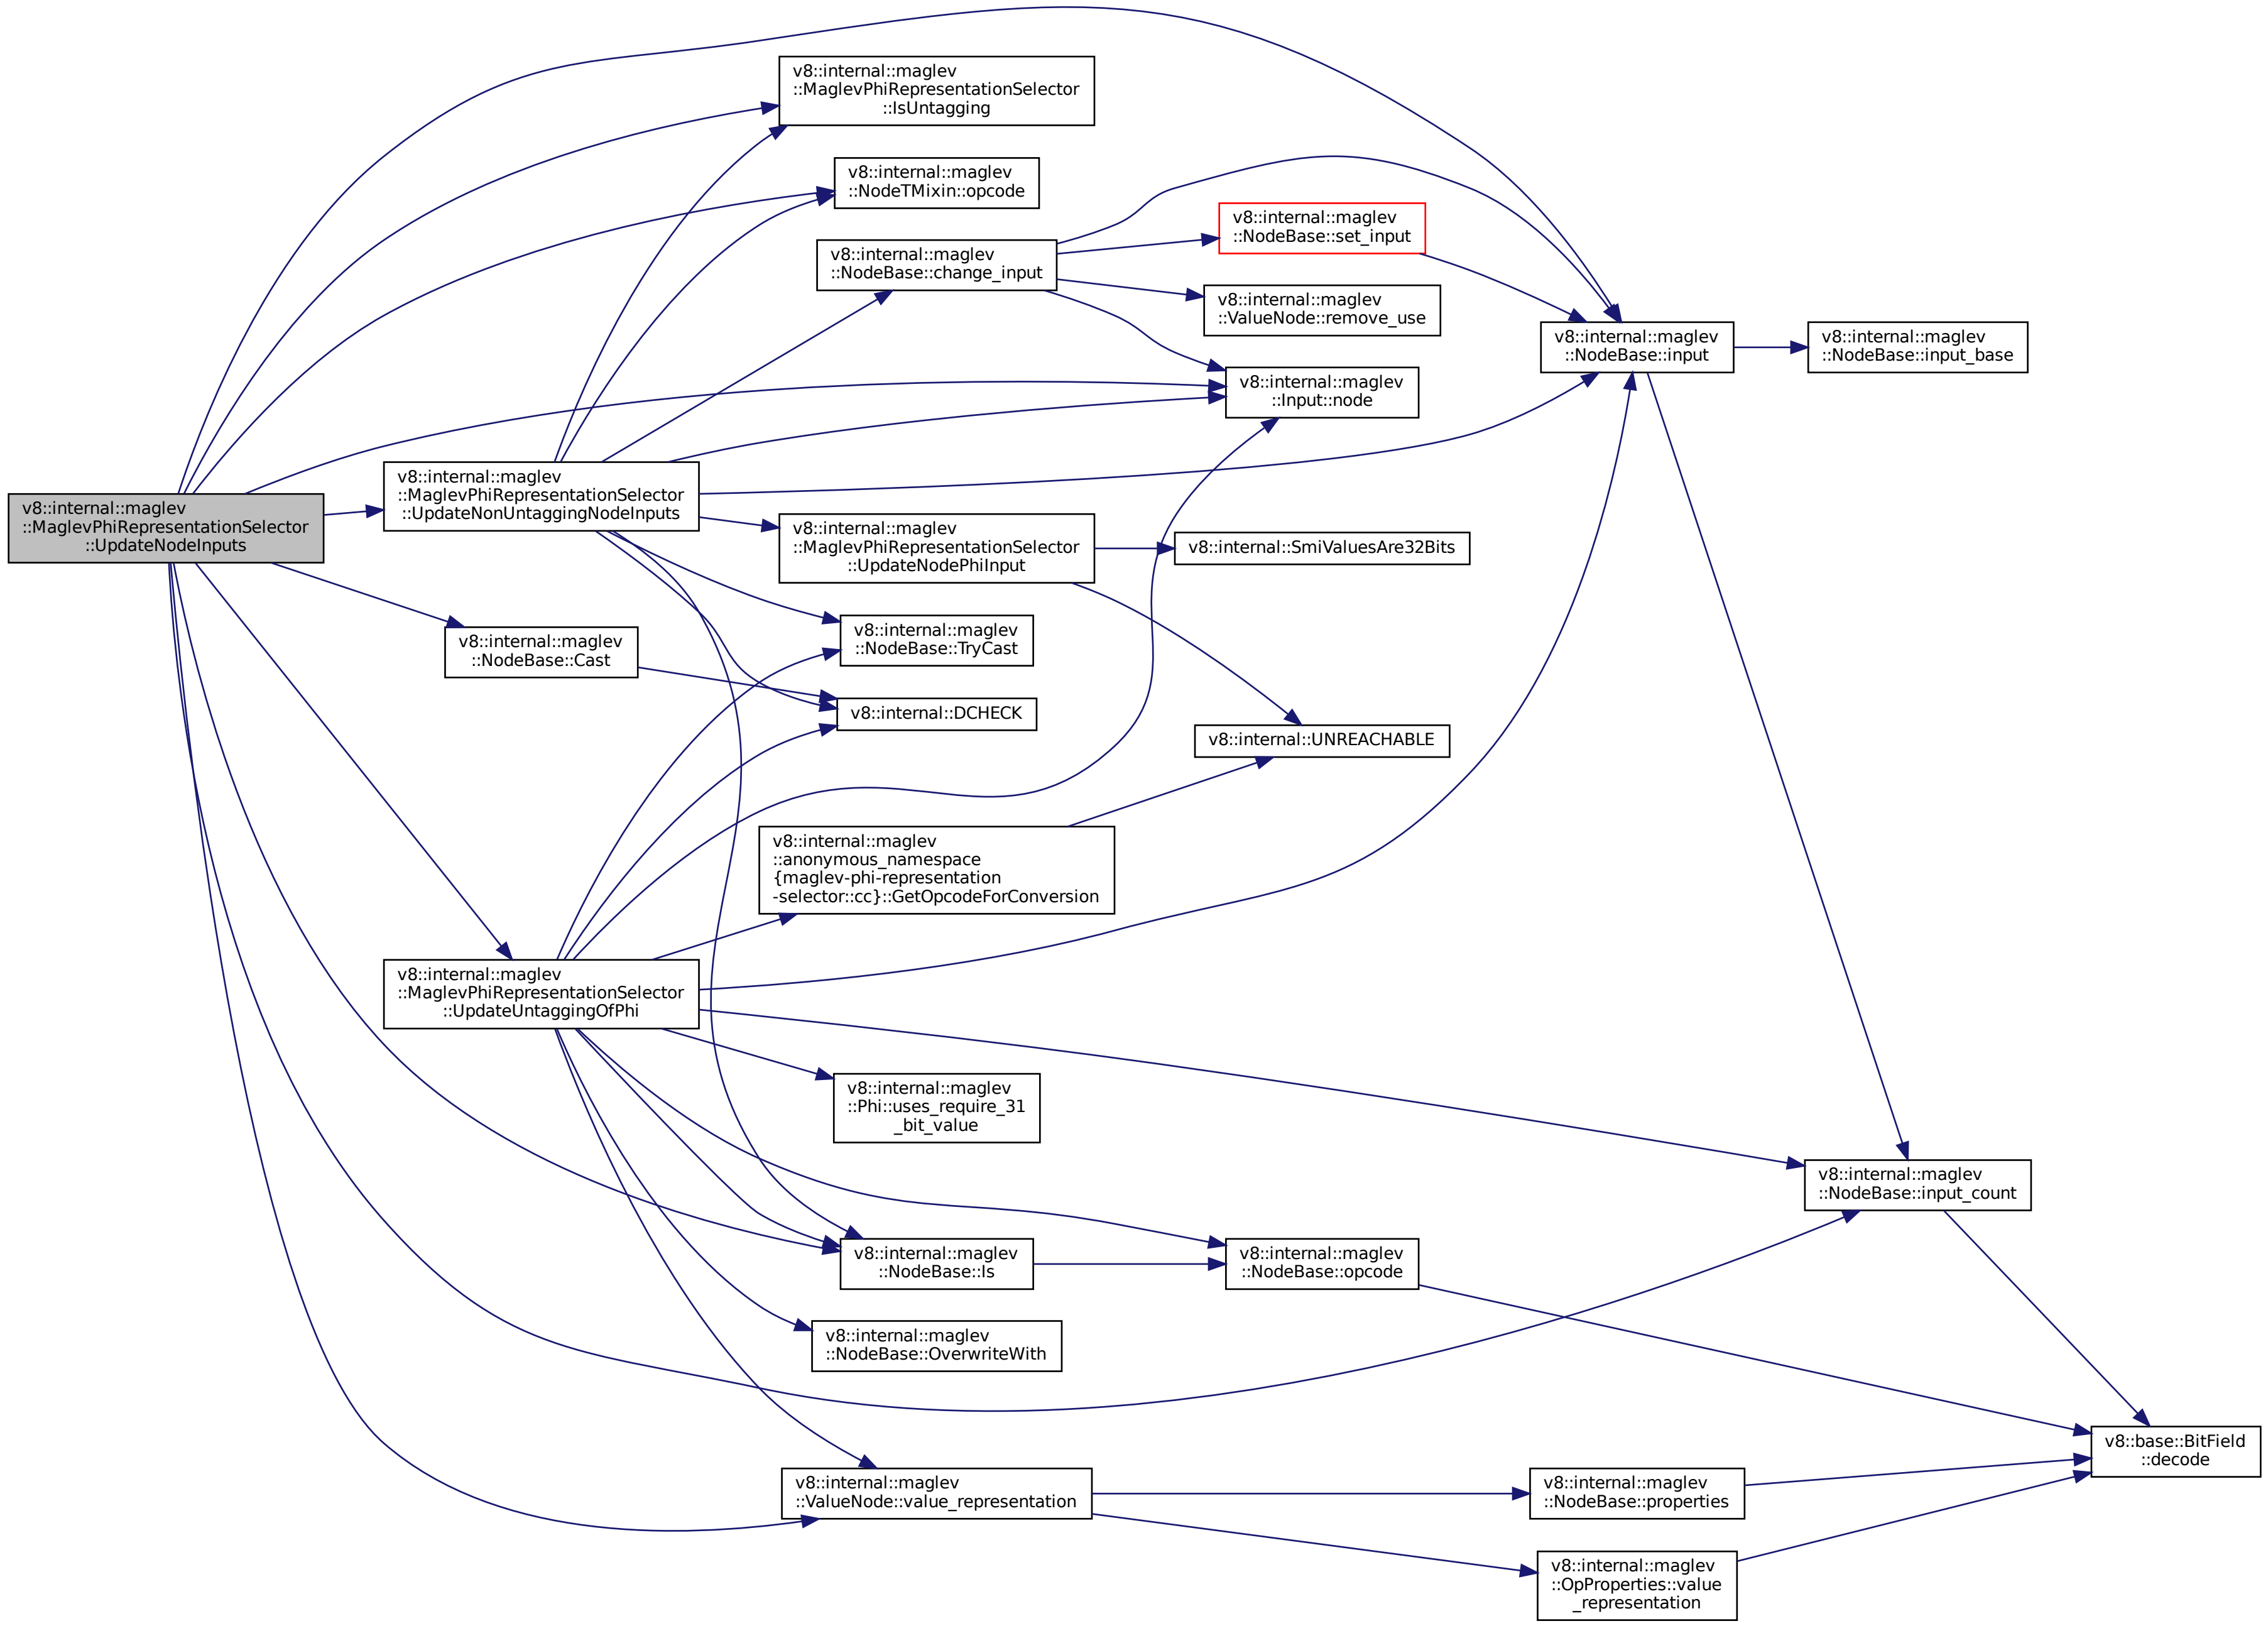 v8::internal::maglev
::MaglevPhiRepresentationSelector
::UpdateNodeInputs
v8::internal::maglev
::MaglevPhiRepresentationSelector
::IsUntagging
v8::internal::maglev
::NodeTMixin::opcode
v8::internal::maglev
::NodeBase::change_input
v8::internal::maglev
::NodeBase::set_input
v8::internal::maglev
::ValueNode::remove_use
v8::internal::maglev
::NodeBase::input
v8::internal::maglev
::NodeBase::input_base
v8::internal::maglev
::Input::node
v8::internal::maglev
::MaglevPhiRepresentationSelector
::UpdateNonUntaggingNodeInputs
v8::internal::maglev
::MaglevPhiRepresentationSelector
::UpdateNodePhiInput
v8::internal::SmiValuesAre32Bits
v8::internal::maglev
::NodeBase::Cast
v8::internal::maglev
::NodeBase::TryCast
v8::internal::DCHECK
v8::internal::UNREACHABLE
v8::internal::maglev
::anonymous_namespace
{maglev-phi-representation
-selector::cc}::GetOpcodeForConversion
v8::internal::maglev
::MaglevPhiRepresentationSelector
::UpdateUntaggingOfPhi
v8::internal::maglev
::Phi::uses_require_31
_bit_value
v8::internal::maglev
::NodeBase::input_count
v8::internal::maglev
::NodeBase::Is
v8::internal::maglev
::NodeBase::opcode
v8::internal::maglev
::NodeBase::OverwriteWith
v8::base::BitField
::decode
v8::internal::maglev
::ValueNode::value_representation
v8::internal::maglev
::NodeBase::properties
v8::internal::maglev
::OpProperties::value
_representation